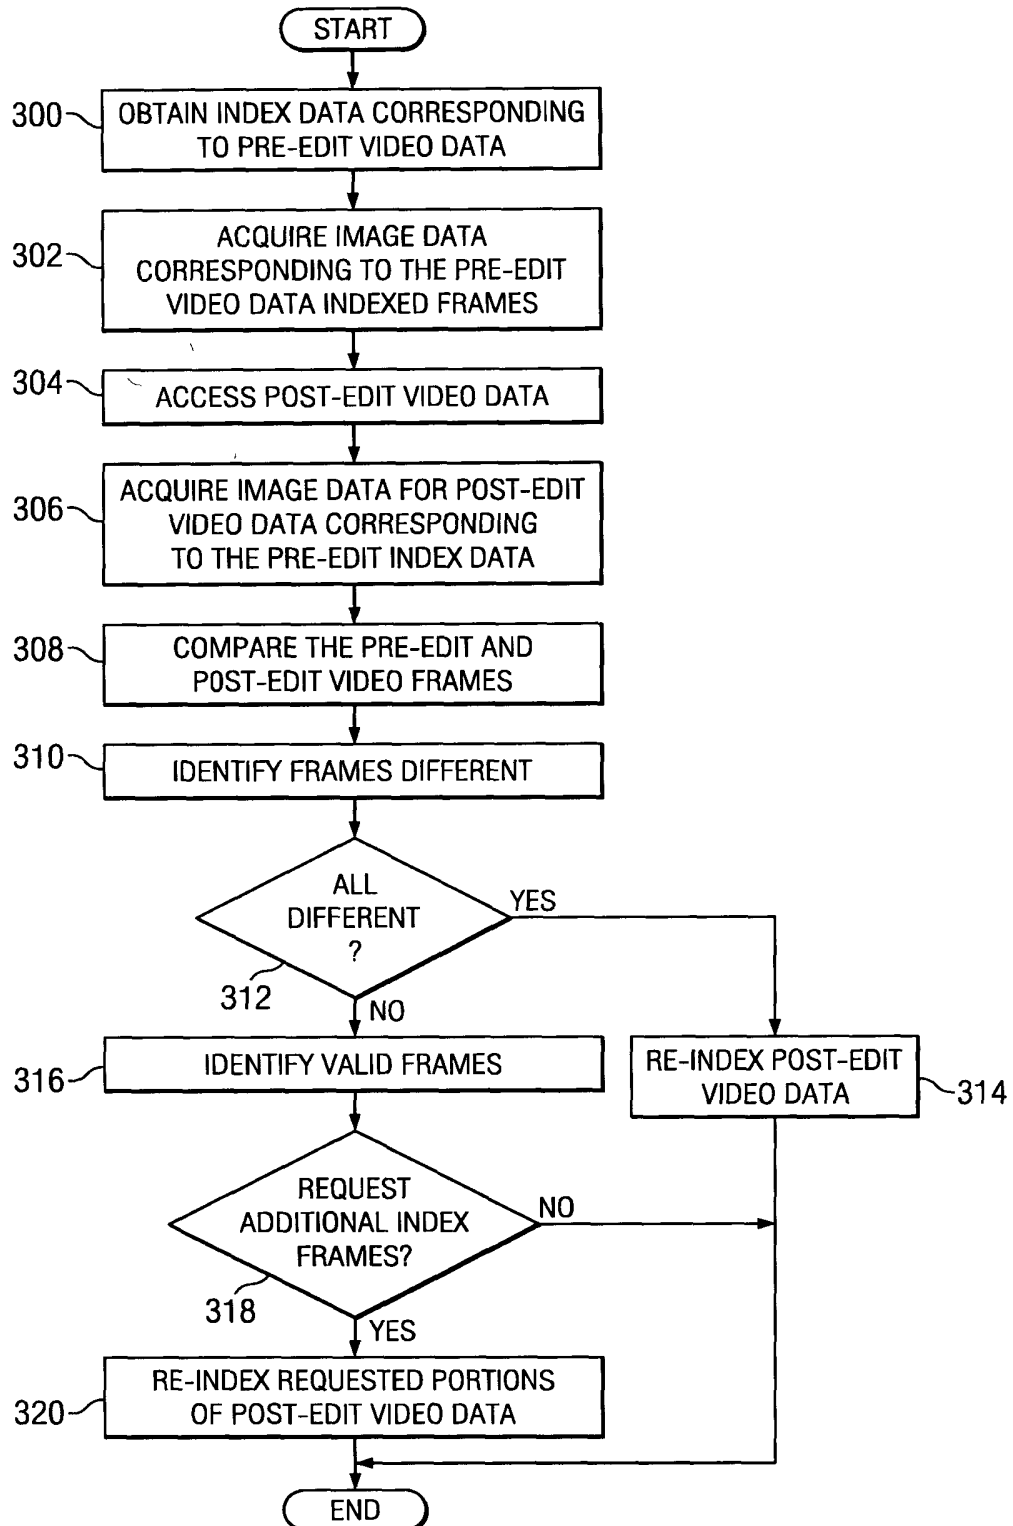 START
300
OBTAIN INDEX DATA CORRESPONDING
TO PRE-EDIT VIDEO DATA
302
ACQUIRE IMAGE DATA
CORRESPONDING TO THE PRE-EDIT
VIDEO DATA INDEXED FRAMES
304
ACCESS POST-EDIT VIDEO DATA
306
ACQUIRE IMAGE DATA FOR POST-EDIT
VIDEO DATA CORRESPONDING
TO THE PRE-EDIT INDEX DATA
308
COMPARE THE PRE-EDIT AND
POST-EDIT VIDEO FRAMES
310
IDENTIFY FRAMES DIFFERENT
ALL
DIFFERENT
?
YES
312
NO
316
IDENTIFY VALID FRAMES
RE-INDEX POST-EDIT
VIDEO DATA
314
REQUEST
ADDITIONAL INDEX
FRAMES?
NO
318
YES
320
RE-INDEX REQUESTED PORTIONS
OF POST-EDIT VIDEO DATA
END